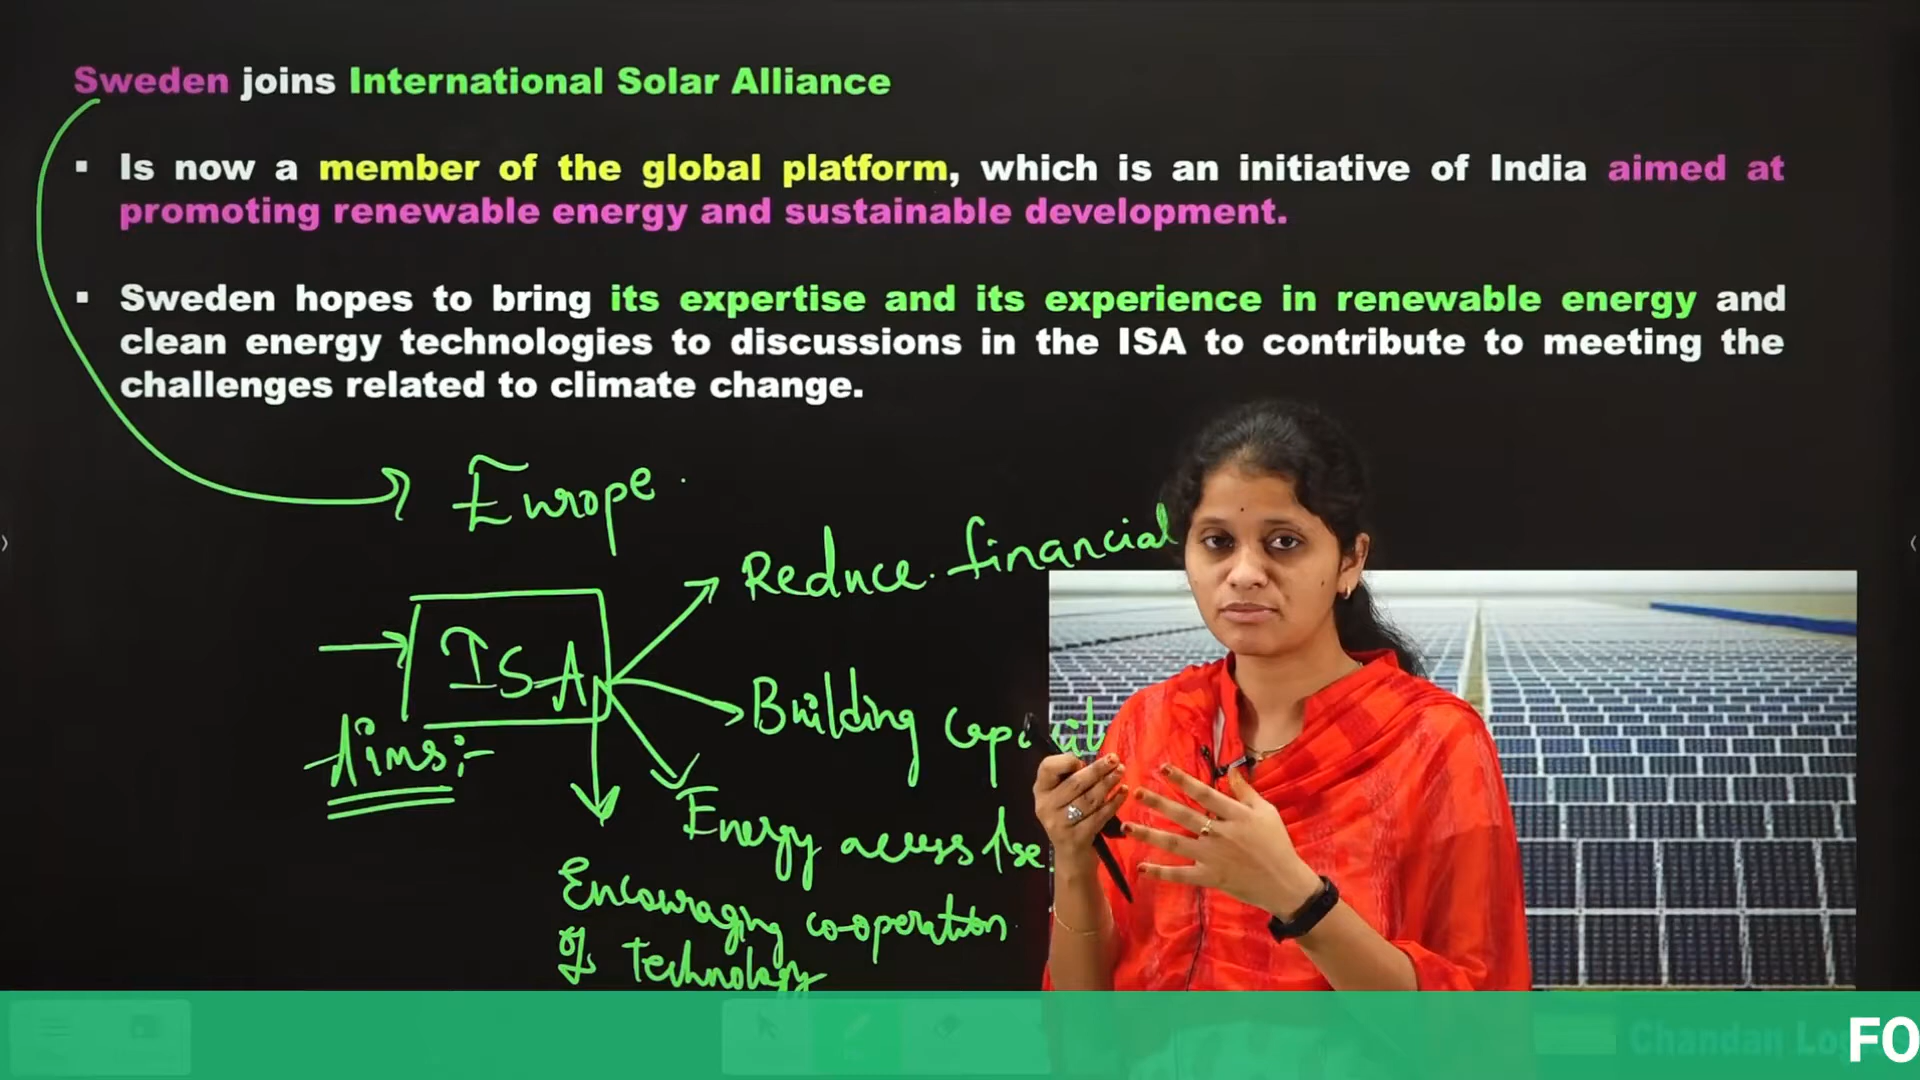 Sweden joins International Solar Alliance
▪ Is now a member of the global platform, which is an initiative of India aimed at
promoting renewable energy and sustainable development.
▪ Sweden hopes to bring its expertise and its experience in renewable energy and
clean energy technologies to discussions in the ISA to contribute to meeting the
challenges related to climate change.
Europe
Reduce financial
ISA
Building
Aims:-
Energy access
Encouraging co-operation
of technology
Chandan
FO